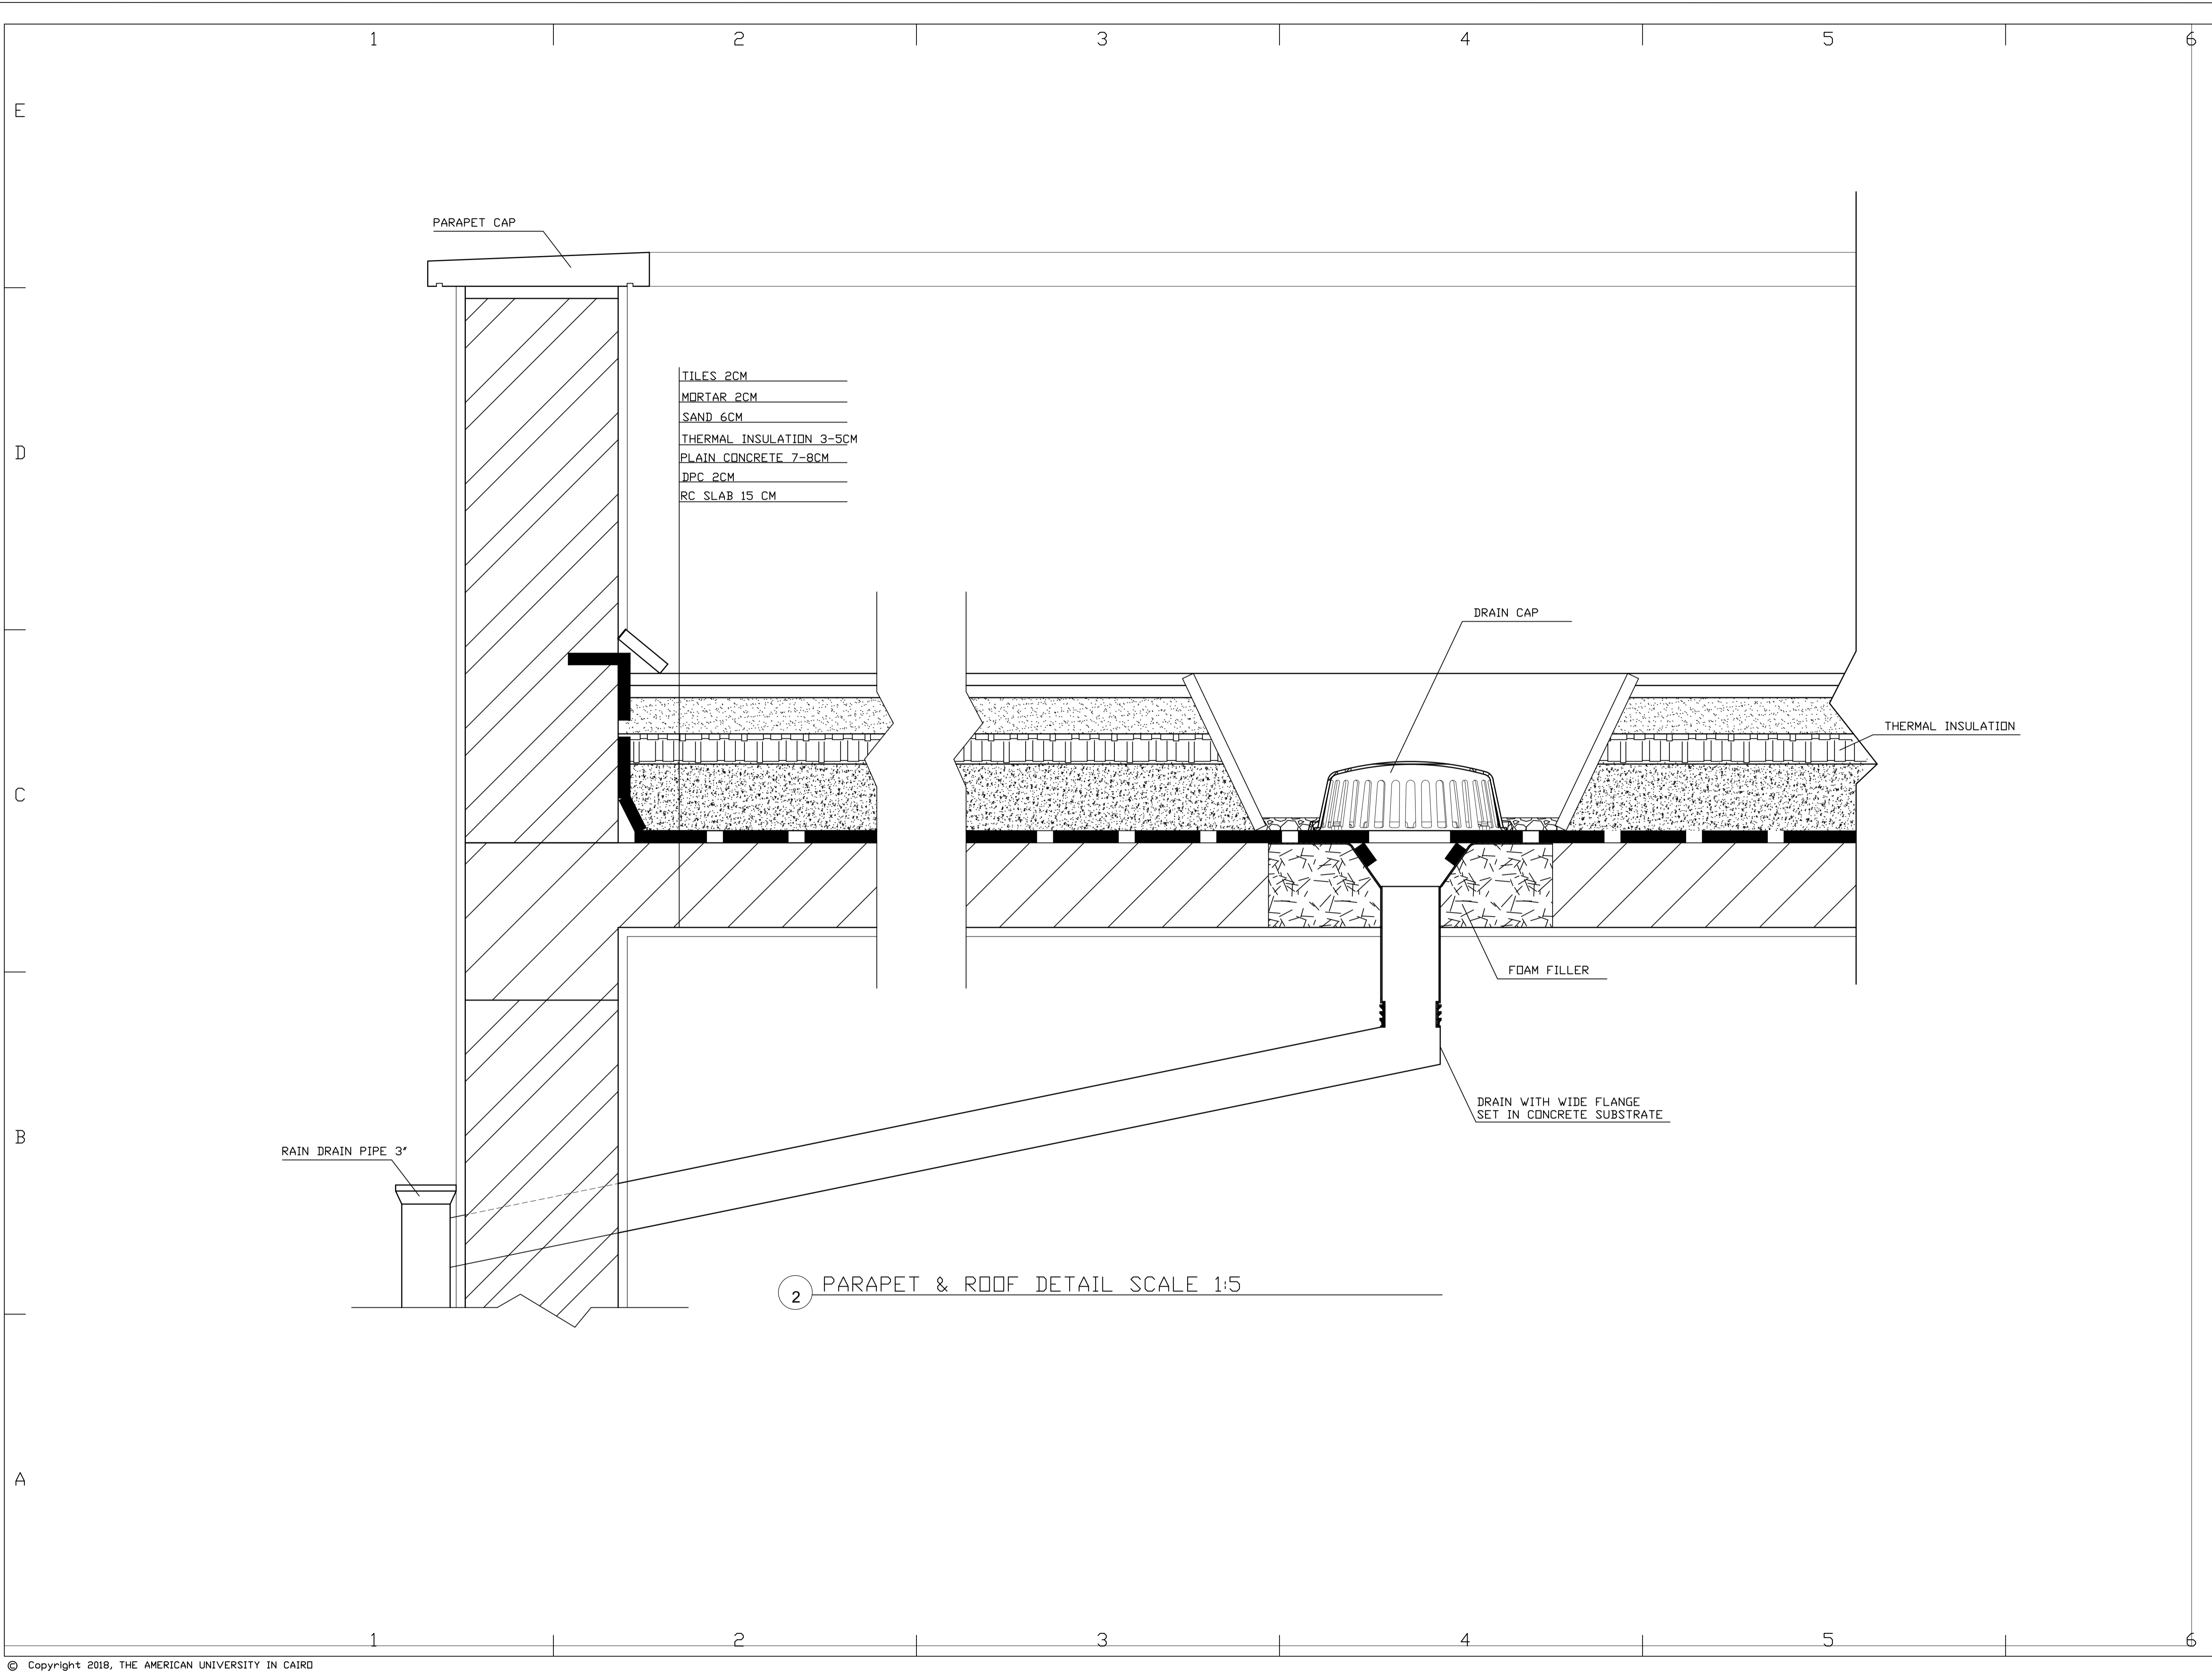 1 2 3 4 5 6
E
PARAPET CAP
TILES 2CM
MORTAR 2CM
SAND 6CM
D
THERMAL INSULATION 3-5CM
PLAIN CONCRETE 7-8CM
DPC 2CM
RC SLAB 15 CM
DRAIN CAP
THERMAL INSULATION
C
FOAM FILLER
DRAIN WITH WIDE FLANGE
SET IN CONCRETE SUBSTRATE
B
RAIN DRAIN PIPE 3"
2 PARAPET & ROOF DETAIL SCALE 1:5
A
1 2 3 4 5 6
© Copyright 2018, THE AMERICAN UNIVERSITY IN CAIRO